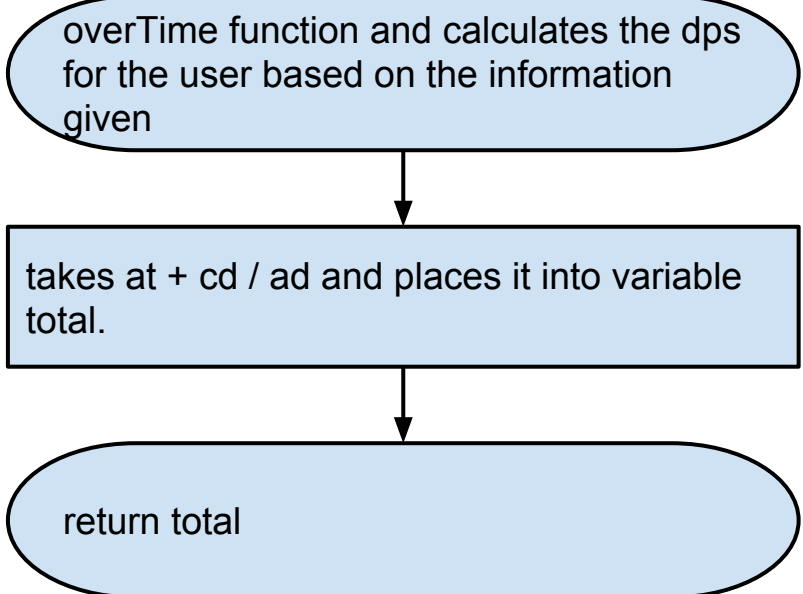 overTime function and calculates the dps
for the user based on the information
given
takes at + cd / ad and places it into variable
total.
return total